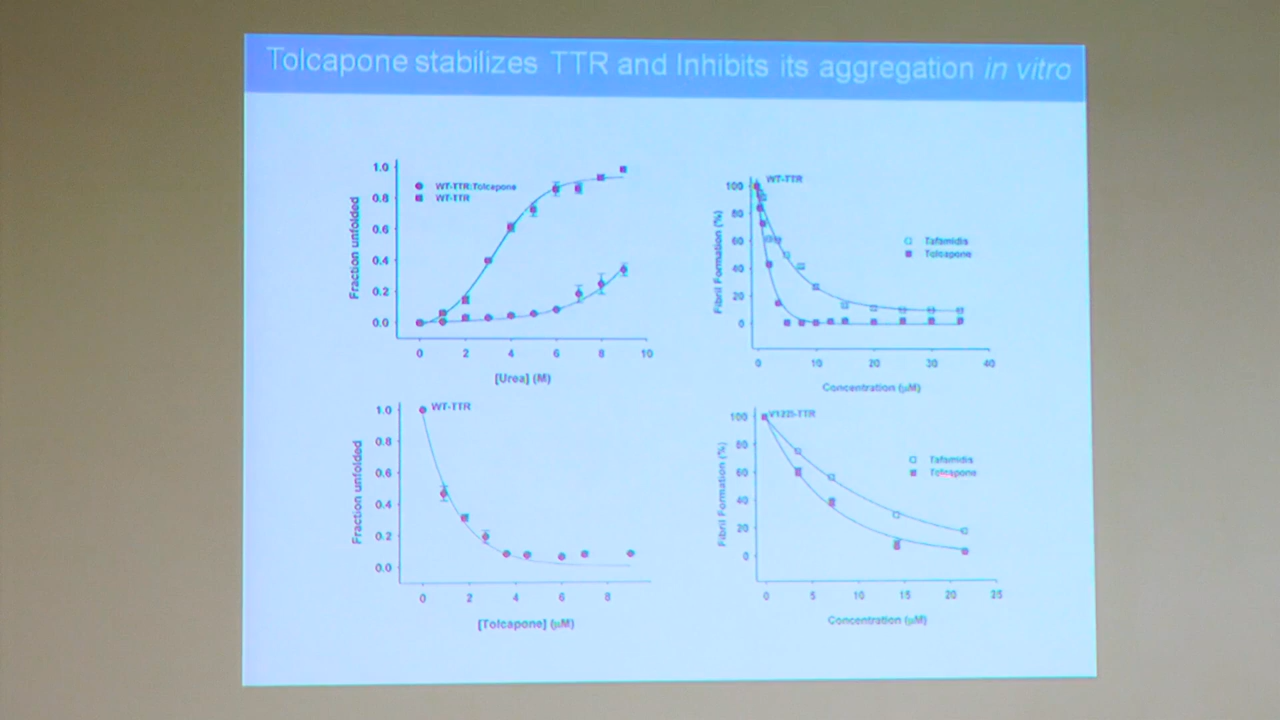 Tolcapone stabilizes TTR and Inhibits its aggregation in vitro
Fraction unfolded
1.0
0.8
0.6
0.4
0.2
0.0
WT-TTR:Tolcapone
WT-TTR
0 2 4 6 8 10
[Urea] (M)
Fibril Formation (%)
100
80
60
40
20
0
WT-TTR
Tafamidis
Tolcapone
0 10 20 30 40
Concentration (μM)
Fraction unfolded
1.0
0.8
0.6
0.4
0.2
0.0
WT-TTR
0 2 4 6 8
[Tolcapone] (μM)
Fibril Formation (%)
100
80
60
40
20
0
V122I-TTR
Tafamidis
Tolcapone
0 5 10 15 20 25
Concentration (μM)